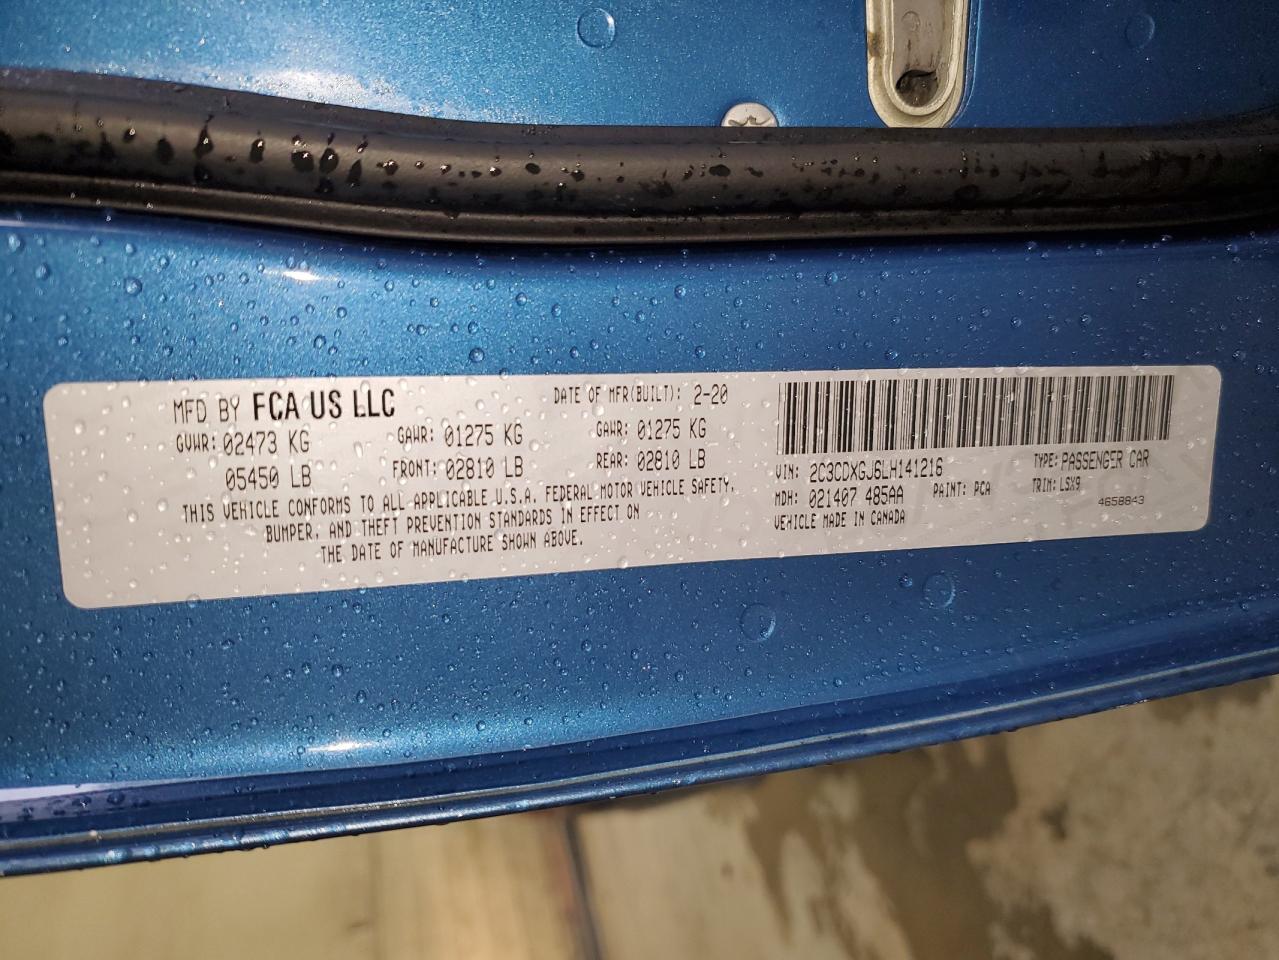 MFD BY FCA US LLC
DATE OF MFR(BUILT): 2-20
GVWR: 02473 KG
GAWR: 01275 KG
GAWR: 01275 KG
05450 LB
FRONT: 02810 LB
REAR: 02810 LB
THIS VEHICLE CONFORMS TO ALL APPLICABLE U.S.A. FEDERAL MOTOR VEHICLE SAFETY,
BUMPER, AND THEFT PREVENTION STANDARDS IN EFFECT ON
THE DATE OF MANUFACTURE SHOWN ABOVE.
VIN: 2C3CDXGJ6LH141216
TYPE: PASSENGER CAR
MDH: 021407 485AA
PAINT: PCA
TRIM: LSX9
VEHICLE MADE IN CANADA
4658843